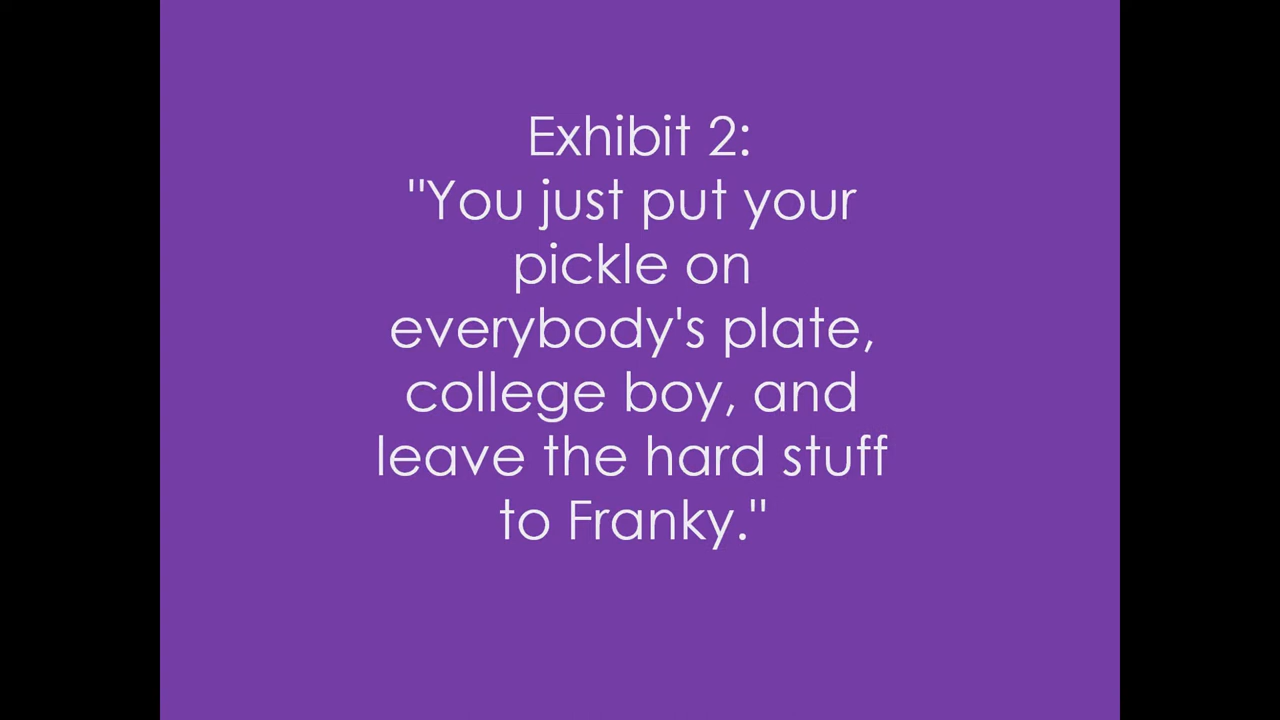 Exhibit 2:
"You just put your
pickle on
everybody's plate,
college boy, and
leave the hard stuff
to Franky."